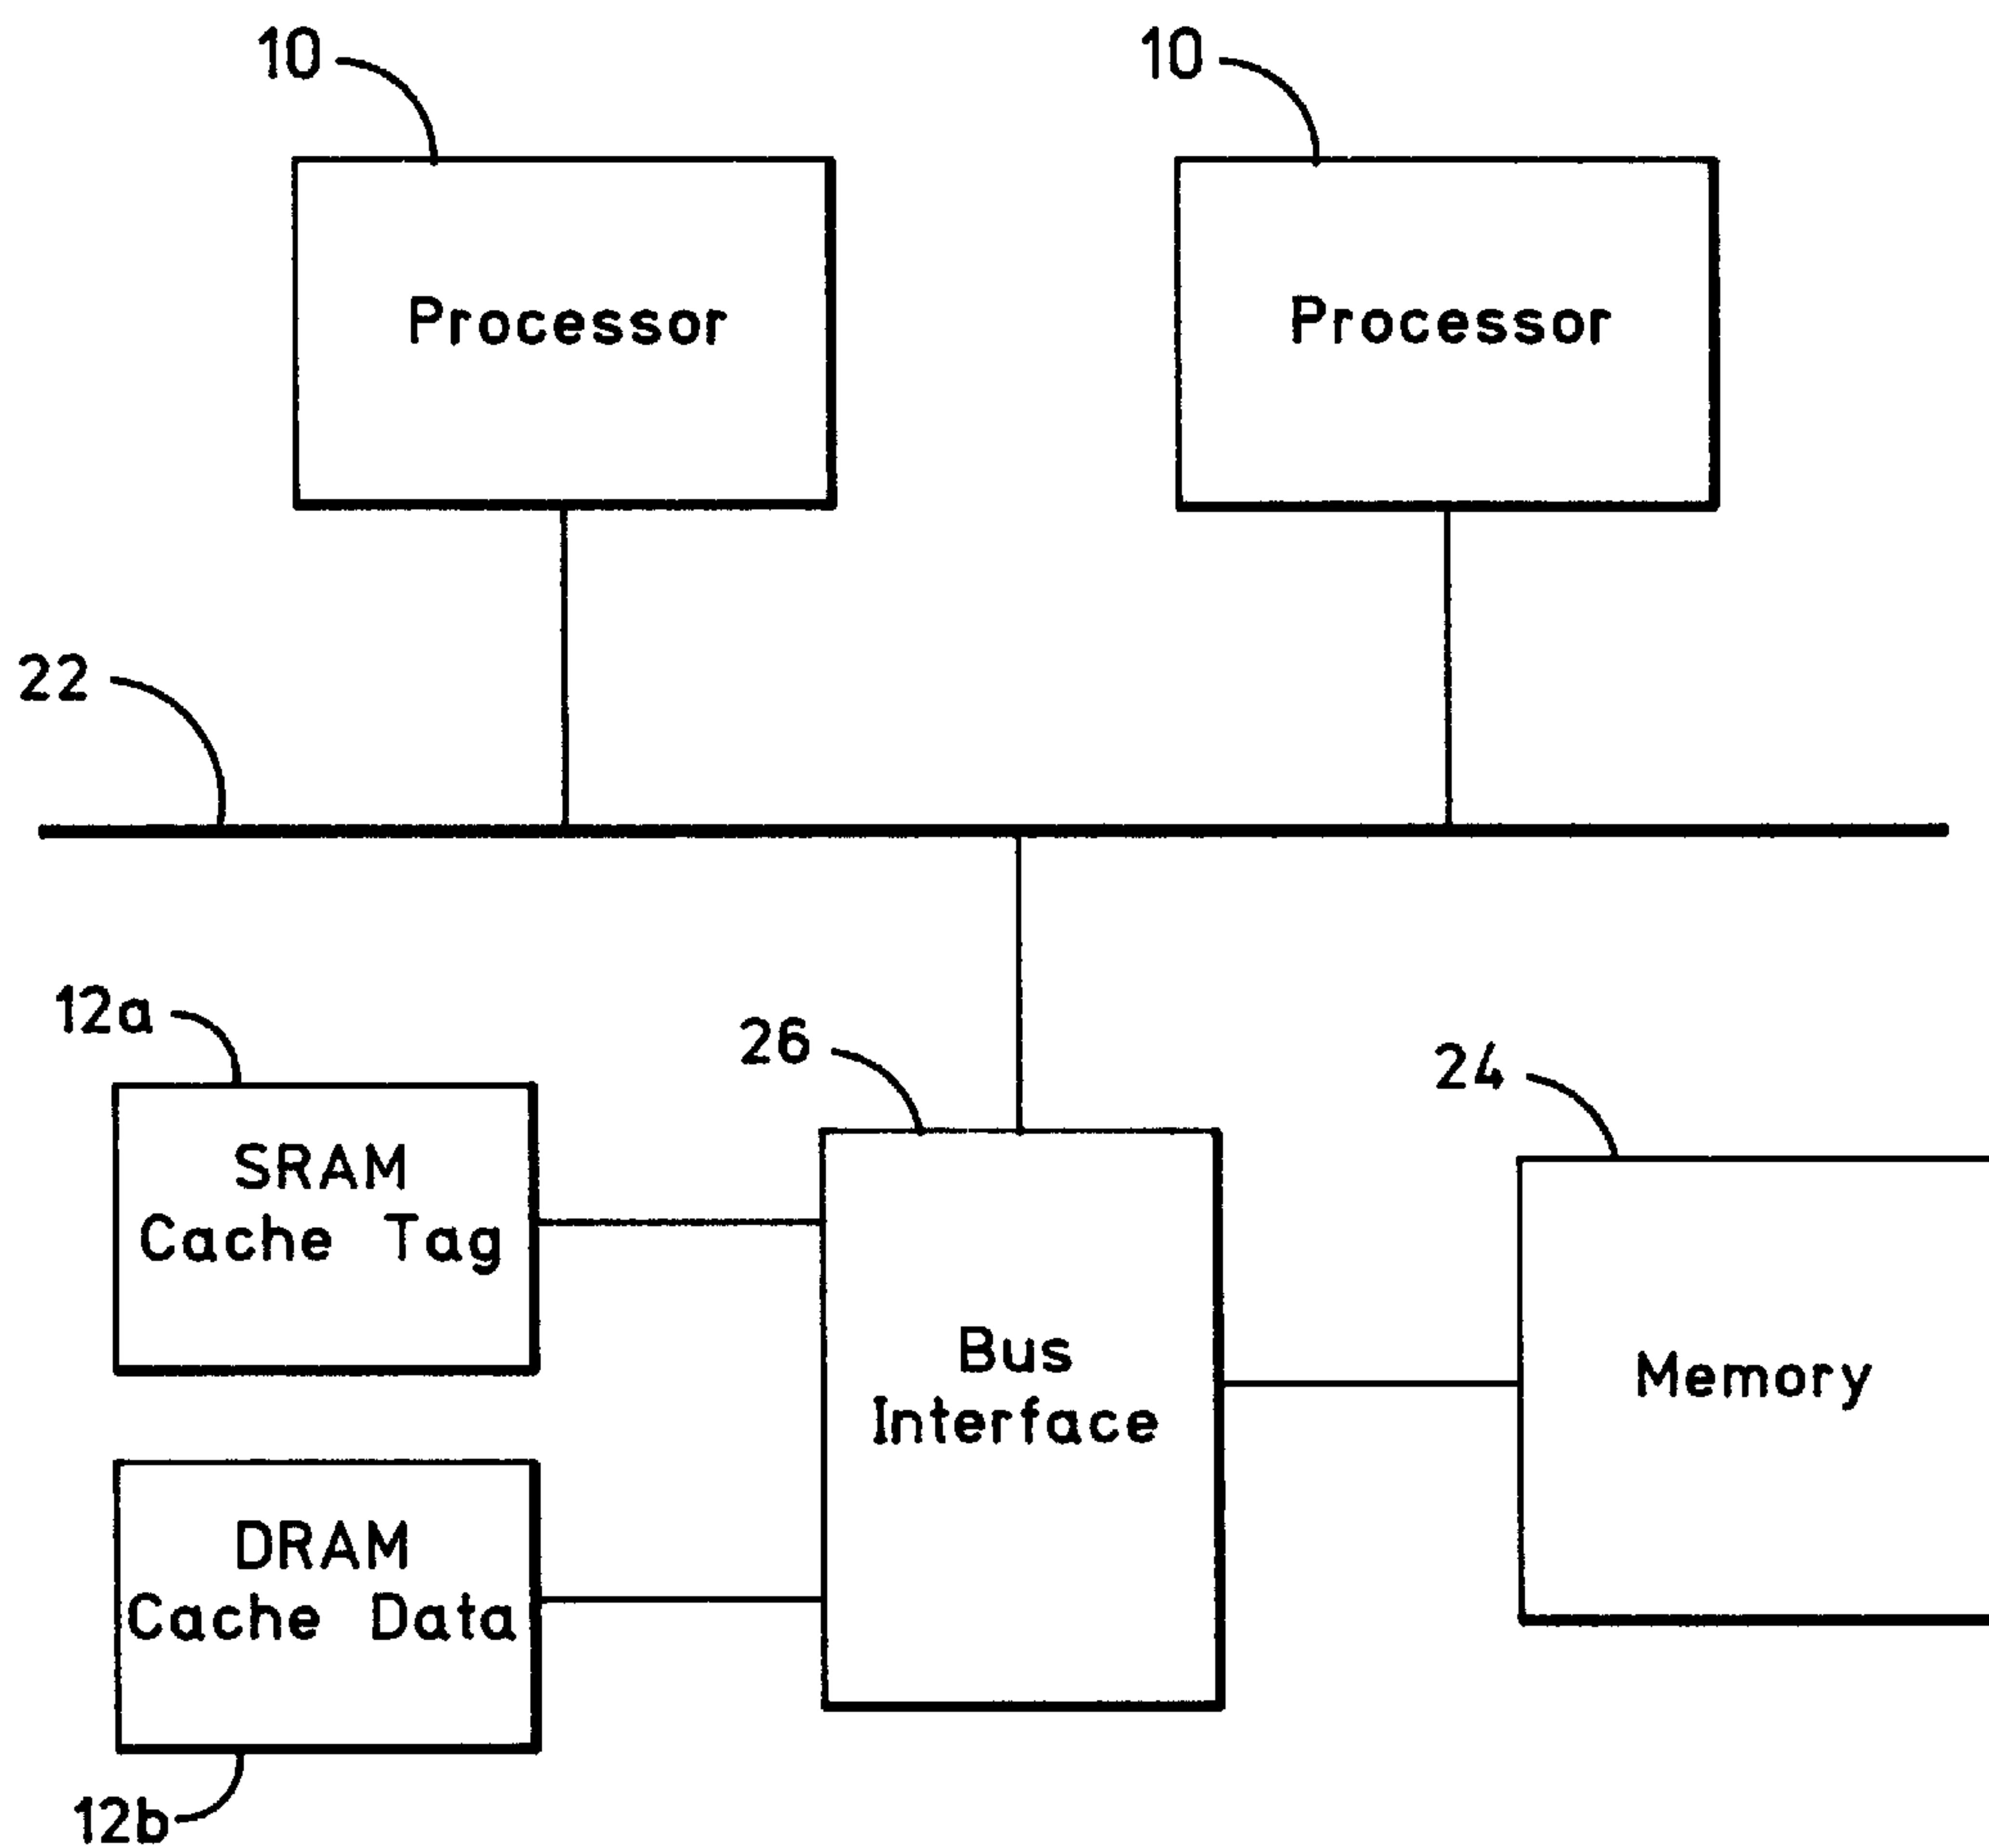 10
10
Processor
Processor
22
12a
26
24
SRAM
Cache Tag
Bus
Interface
Memory
DRAM
Cache Data
12b